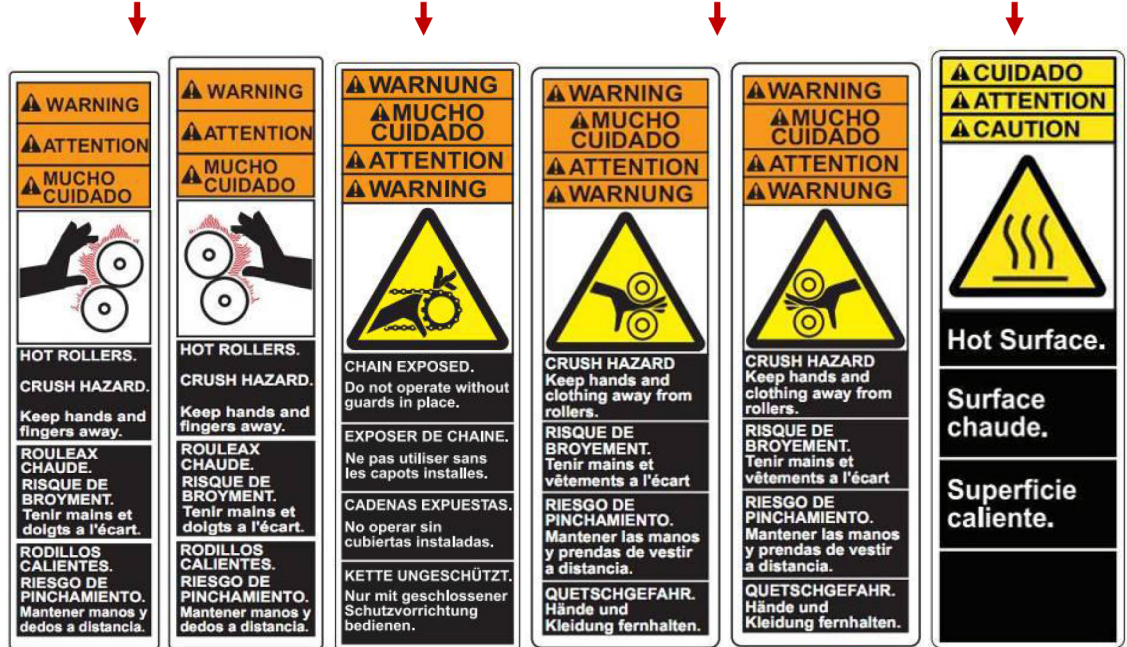 WARNING
ATTENTION
MUCHO
CUIDADO
HOT ROLLERS.
CRUSH HAZARD.
Keep hands and
fingers away.
ROULEAX
CHAUDE.
RISQUE DE
BROYMENT.
Tenir mains et
doigts a l'écart.
RODILLOS
CALIENTES.
RIESGO DE
PINCHAMIENTO.
Mantener manos y
dedos a distancia.
WARNING
ATTENTION
MUCHO
CUIDADO
HOT ROLLERS.
CRUSH HAZARD.
Keep hands and
fingers away.
ROULEAX
CHAUDE.
RISQUE DE
BROYMENT.
Tenir mains et
doigts a l'écart.
RODILLOS
CALIENTES.
RIESGO DE
PINCHAMIENTO.
Mantener manos y
dedos a distancia.
WARNUNG
MUCHO
CUIDADO
ATTENTION
WARNING
CHAIN EXPOSED.
Do not operate without
guards in place.
EXPOSER DE CHAINE.
Ne pas utiliser sans
les capots installes.
CADENAS EXPUESTAS.
No operar sin
cubiertas instaladas.
KETTE UNGESCHÜTZT.
Nur mit geschlossener
Schutzvorrichtung
bedienen.
WARNING
MUCHO
CUIDADO
ATTENTION
WARNUNG
CRUSH HAZARD
Keep hands and
clothing away from
rollers.
RISQUE DE
BROYEMENT.
Tenir mains et
vêtements a l'écart
RIESGO DE
PINCHAMIENTO.
Mantener las manos
y prendas de vestir
a distancia.
QUETSCHGEFAHR.
Hände und
Kleidung fernhalten.
WARNING
MUCHO
CUIDADO
ATTENTION
WARNUNG
CRUSH HAZARD
Keep hands and
clothing away from
rollers.
RISQUE DE
BROYEMENT.
Tenir mains et
vêtements a l'écart
RIESGO DE
PINCHAMIENTO.
Mantener las manos
y prendas de vestir
a distancia.
QUETSCHGEFAHR.
Hände und
Kleidung fernhalten.
CUIDADO
ATTENTION
CAUTION
Hot Surface.
Surface
chaude.
Superficie
caliente.